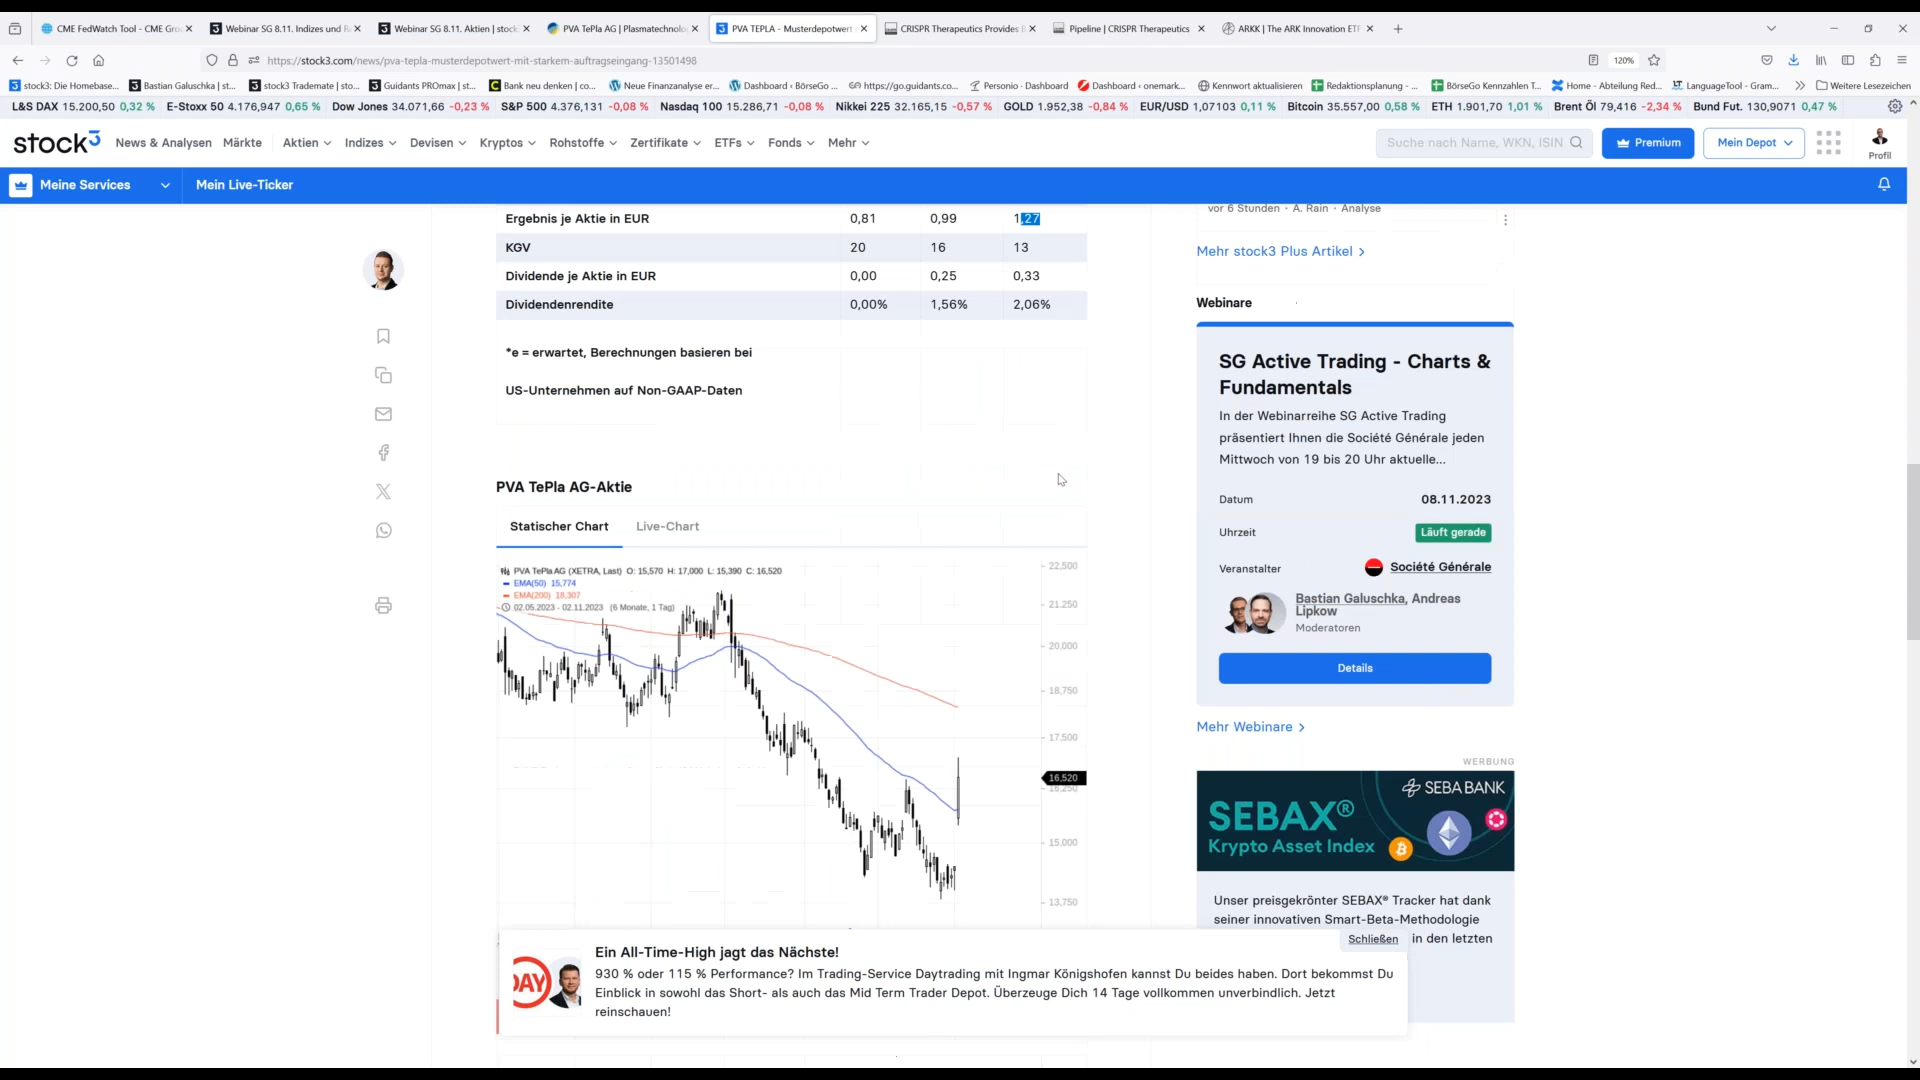 CME FedWatch Tool - CME Gro
Webinar SG 8.11. Indizes und R
Webinar SG 8.11. Aktien | stock
PVA TePla AG | Plasmatechnolo
PVA TEPLA - Musterdepotwert
CRISPR Therapeutics Provides B
Pipeline | CRISPR Therapeutics
ARKK | The ARK Innovation ETF
https://stock3.com/news/pva-tepla-musterdepotwert-mit-starkem-auftragseingang-13501498
120%
stock3: Die Homebase...
Bastian Galuschka | st...
stock3 Tradmate | sto...
Guidants PROmax | st...
Bank neu denken | co...
Neue Finanzanalyse er...
Dashboard ‹ BörseGo ...
https://go.guidants.co...
Personio · Dashboard
Dashboard ‹ onemark...
Kennwort aktualisieren
Redaktionsplanung - ...
BörseGo Kennzahlen T...
Home - Abteilung Red...
LanguageTool - Gram...
Weitere Lesezeichen
L&S DAX 15.200,50 0,32 %
E-Stoxx 50 4.176,947 0,65 %
Dow Jones 34.071,66 -0,23 %
S&P 500 4.376,131 -0,08 %
Nasdaq 100 15.286,71 -0,08 %
Nikkei 225 32.165,15 -0,57 %
GOLD 1.952,38 -0,84 %
EUR/USD 1,07103 0,11 %
Bitcoin 35.557,00 0,58 %
ETH 1.901,70 1,01 %
Brent Öl 79,416 -2,34 %
Bund Fut. 130,9071 0,47 %
stock3
News & Analysen
Märkte
Aktien
Indizes
Devisen
Kryptos
Rohstoffe
Zertifikate
ETFs
Fonds
Mehr
Suche nach Name, WKN, ISIN
Premium
Mein Depot
Profil
Meine Services
Mein Live-Ticker
Ergebnis je Aktie in EUR 0,81 0,99 1,27
KGV 20 16 13
Dividende je Aktie in EUR 0,00 0,25 0,33
Dividendenrendite 0,00% 1,56% 2,06%
*e = erwartet, Berechnungen basieren bei
US-Unternehmen auf Non-GAAP-Daten
PVA TePla AG-Aktie
Statischer Chart
Live-Chart
PVA TePla AG (XETRA, Last) O: 15,570 H: 17,000 L: 15,390 C: 16,520
EMA(50) 15,774
EMA(200) 18,307
02.05.2023 - 02.11.2023 (6 Monate, 1 Tag)
22,500
21,250
20,000
18,750
17,500
16,520
16,250
15,000
13,750
vor 6 Stunden · A. Rain · Analyse
Mehr stock3 Plus Artikel
Webinare
SG Active Trading - Charts &
Fundamentals
In der Webinarreihe SG Active Trading
präsentiert Ihnen die Société Générale jeden
Mittwoch von 19 bis 20 Uhr aktuelle...
Datum 08.11.2023
Uhrzeit Läuft gerade
Veranstalter Société Générale
Bastian Galuschka, Andreas
Lipkow
Moderatoren
Details
Mehr Webinare
WERBUNG
SEBA BANK
SEBAX®
Krypto Asset Index
Unser preisgekrönter SEBAX® Tracker hat dank
seiner innovativen Smart-Beta-Methodologie
in den letzten
Schließen
Ein All-Time-High jagt das Nächste!
DAY
930 % oder 115 % Performance? Im Trading-Service Daytrading mit Ingmar Königshofen kannst Du beides haben. Dort bekommst Du
Einblick in sowohl das Short- als auch das Mid Term Trader Depot. Überzeuge Dich 14 Tage vollkommen unverbindlich. Jetzt
reinschauen!